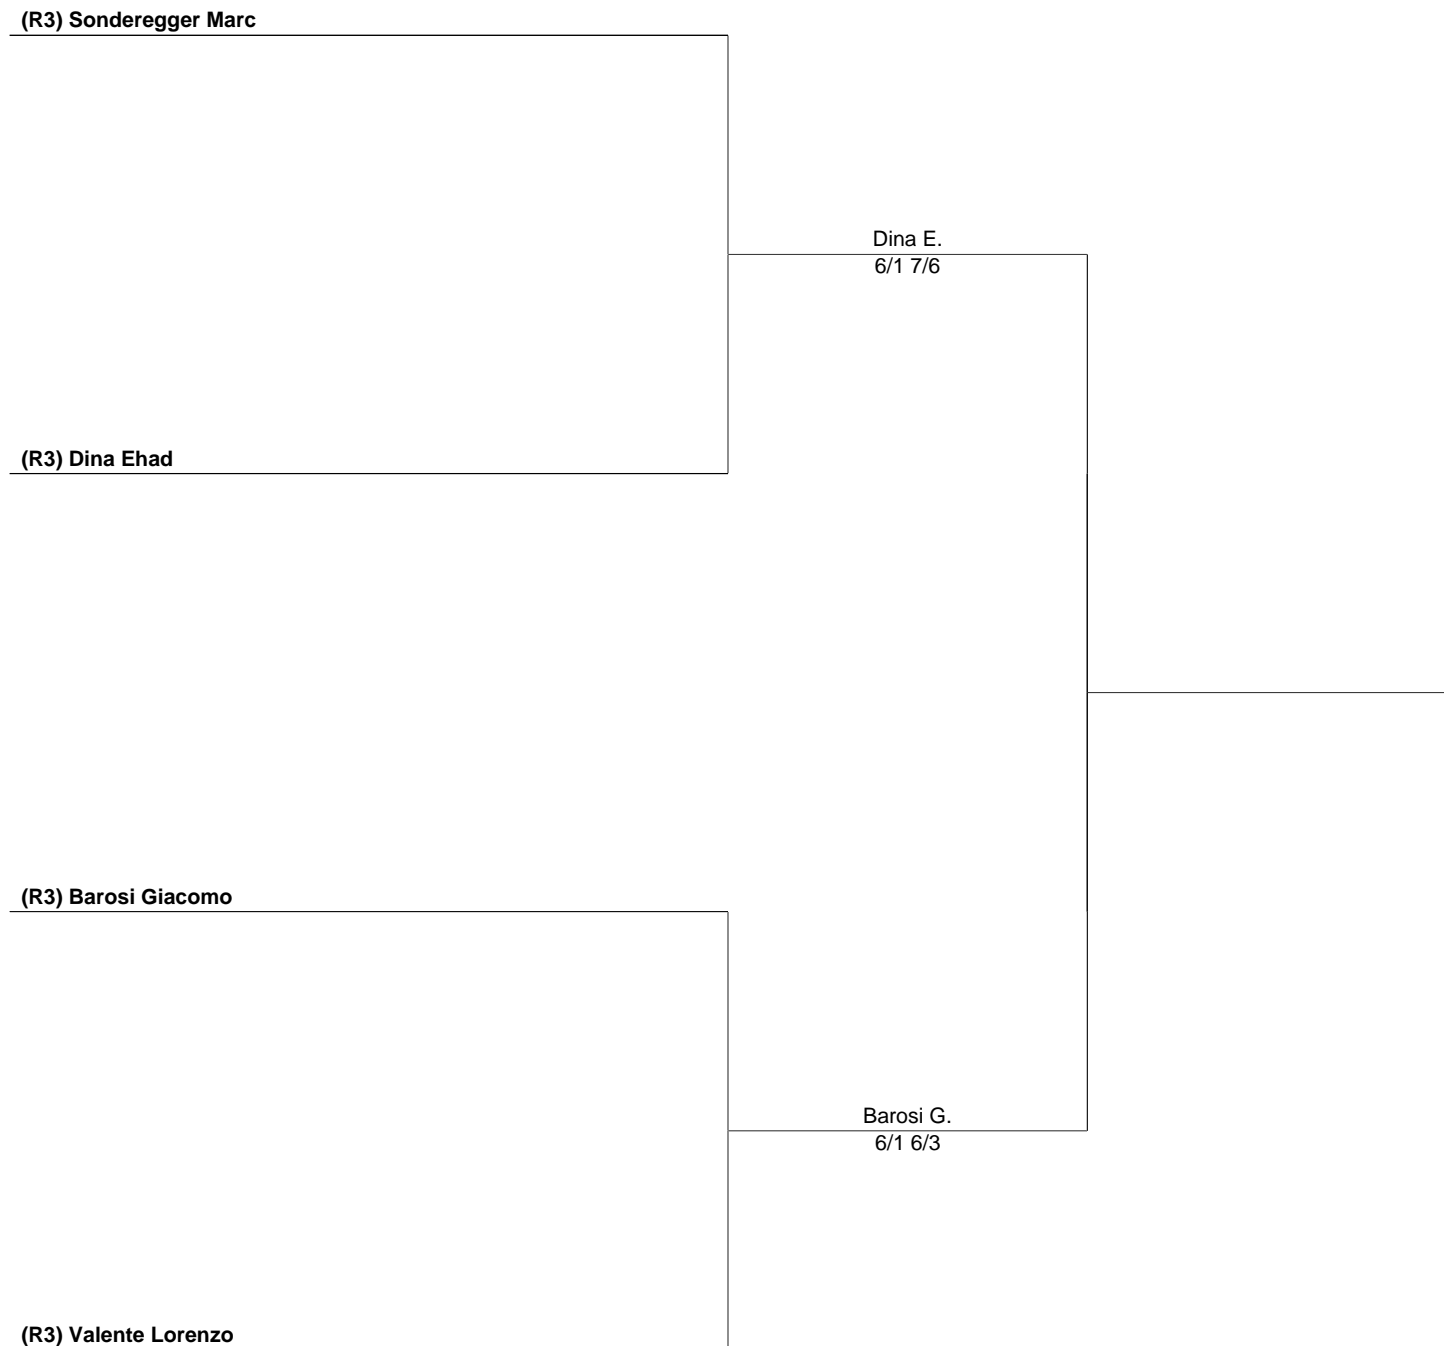 (R3) Sonderegger Marc
Dina E.
6/1 7/6
(R3) Dina Ehad
(R3) Barosi Giacomo
Barosi G.
6/1 6/3
(R3) Valente Lorenzo